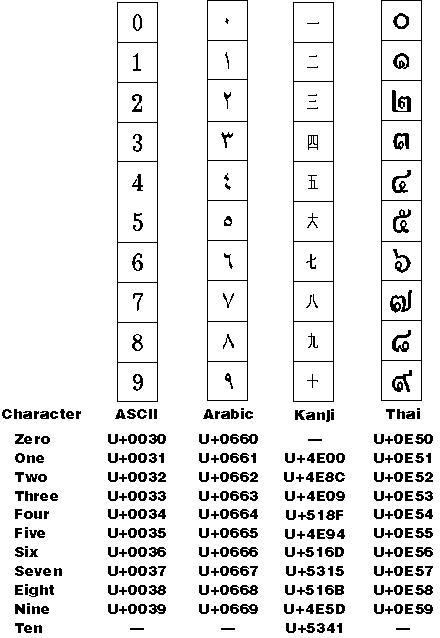 0 ٠ 一 ๐
1 ١ 二 ๑
2 ٢ 三 ๒
3 ٣ 四 ๓
4 ٤ 五 ๔
5 ٥ 六 ๕
6 ٦ 七 ๖
7 ٧ 八 ๗
8 ٨ 九 ๘
9 ٩ 十 ๙
Character ASCII Arabic Kanji Thai
Zero U+0030 U+0660 — U+0E50
One U+0031 U+0661 U+4E00 U+0E51
Two U+0032 U+0662 U+4E8C U+0E52
Three U+0033 U+0663 U+4E09 U+0E53
Four U+0034 U+0664 U+518F U+0E54
Five U+0035 U+0665 U+4E94 U+0E55
Six U+0036 U+0666 U+516D U+0E56
Seven U+0037 U+0667 U+5315 U+0E57
Eight U+0038 U+0668 U+516B U+0E58
Nine U+0039 U+0669 U+4E5D U+0E59
Ten — — U+5341 —